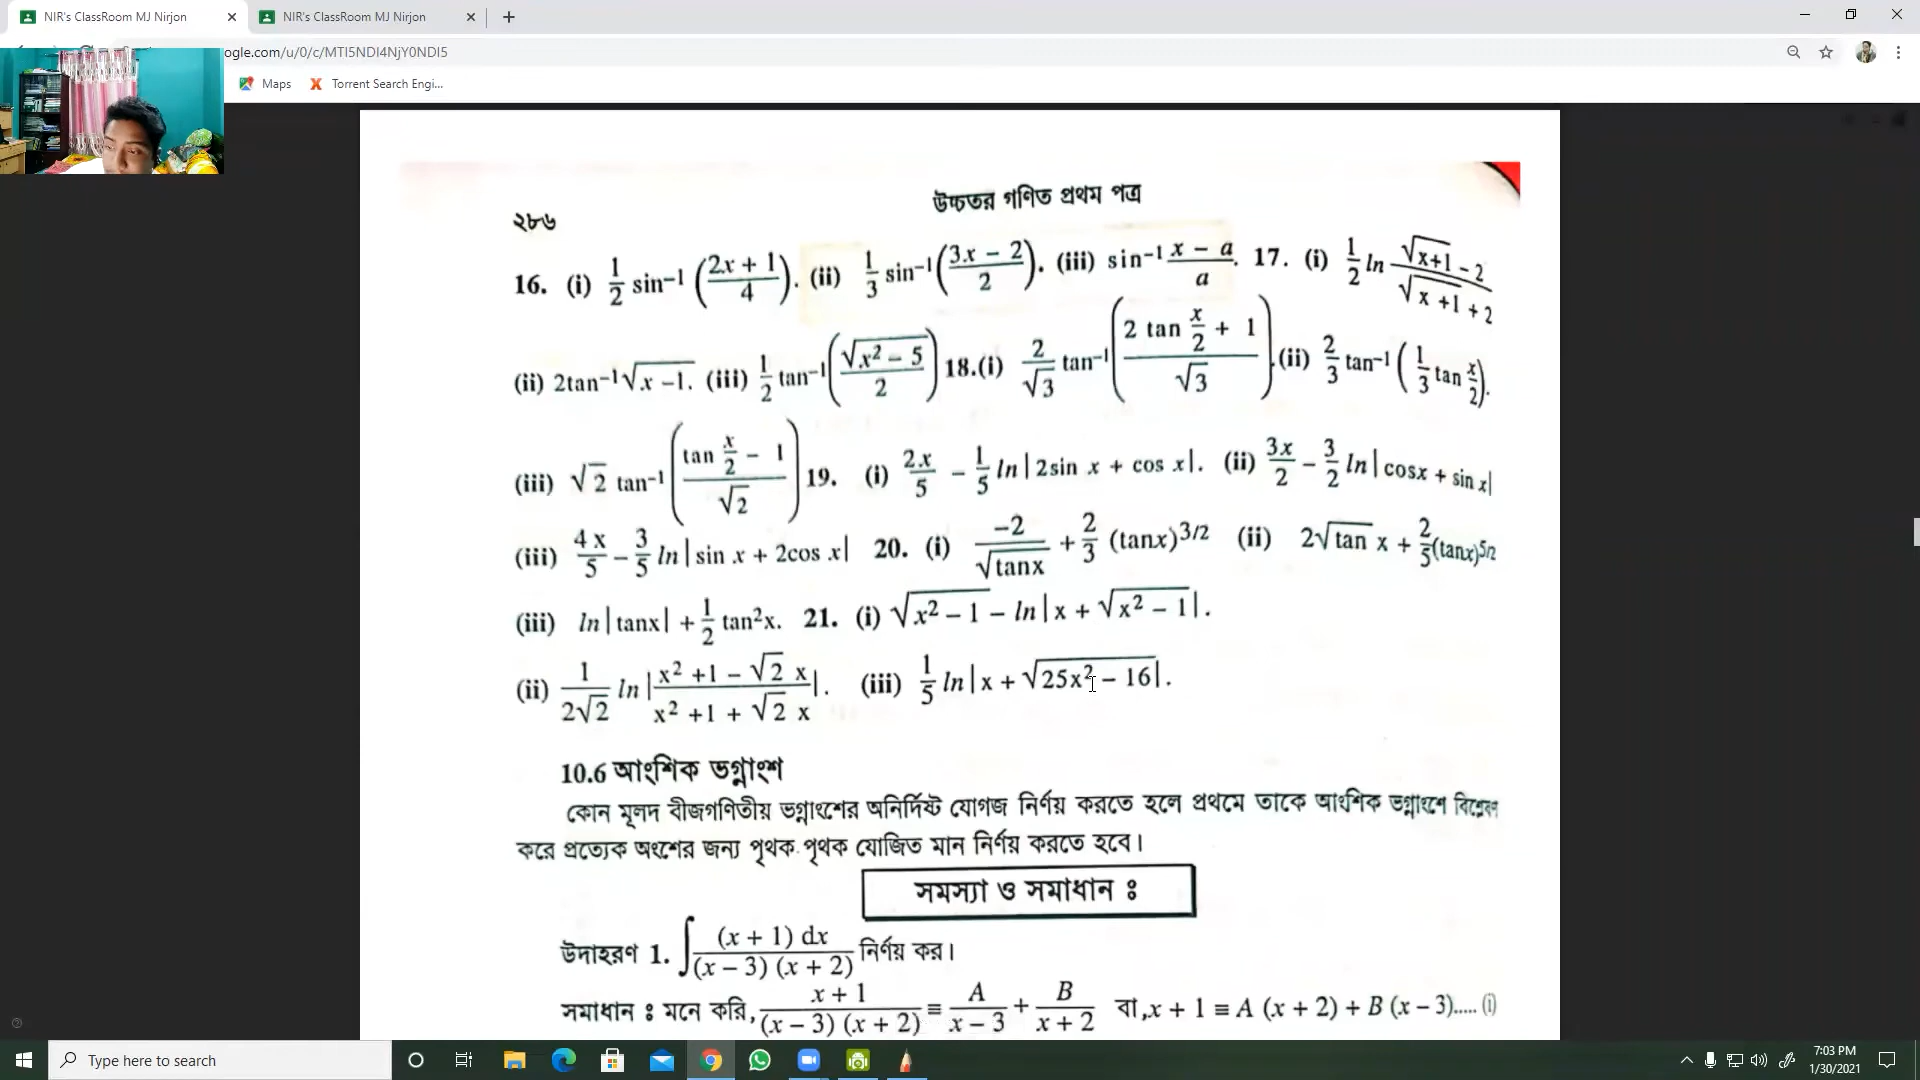 NIR's ClassRoom MJ Nirjon
NIR's ClassRoom MJ Nirjon
ogle.com/u/0/c/MTI5NDI4NjY0NDI5
Maps
Torrent Search Engi...
উচ্চতর গণিত প্রথম পত্র
২৮৬
16. (i) 1/2 sin⁻¹ ((2x + 1)/4). (ii) 1/3 sin⁻¹((3x − 2)/2). (iii) sin⁻¹ (x − a)/a. 17. (i) 1/2 ln (√(x+1) − 2)/(√(x+1) + 2)
(ii) 2tan⁻¹√(x −1). (iii) 1/2 tan⁻¹(√(x² − 5)/2) 18.(i) 2/√3 tan⁻¹((2 tan x/2 + 1)/√3).(ii) 2/3 tan⁻¹(1/3 tan x/2).
(iii) √2 tan⁻¹((tan x/2 − 1)/√2) 19. (i) 2x/5 − 1/5 ln|2sin x + cos x|. (ii) 3x/2 − 3/2 ln|cosx + sin x|
(iii) 4x/5 − 3/5 ln|sin x + 2cos x| 20. (i) −2/√tanx + 2/3 (tanx)^3/2 (ii) 2√tan x + 2/5(tanx)^5/2
(iii) ln|tanx| + 1/2 tan²x. 21. (i) √(x² − 1) − ln|x + √(x² − 1)|.
(ii) 1/(2√2) ln|(x² +1 − √2 x)/(x² +1 + √2 x)|. (iii) 1/5 ln|x + √(25x² − 16)|.
10.6 আংশিক ভগ্নাংশ
কোন মূলদ বীজগণিতীয় ভগ্নাংশের অনির্দিষ্ট যোগজ নির্ণয় করতে হলে প্রথমে তাকে আংশিক ভগ্নাংশে বিশ্লেষণ
করে প্রত্যেক অংশের জন্য পৃথক পৃথক যোজিত মান নির্ণয় করতে হবে।
সমস্যা ও সমাধান ঃ
উদাহরণ 1. ∫ (x + 1) dx/((x − 3) (x + 2)) নির্ণয় কর।
সমাধান ঃ মনে করি, (x + 1)/((x − 3) (x + 2)) ≡ A/(x − 3) + B/(x + 2) বা,x + 1 ≡ A (x + 2) + B (x − 3)..... (i)
Type here to search
7:03 PM
1/30/2021